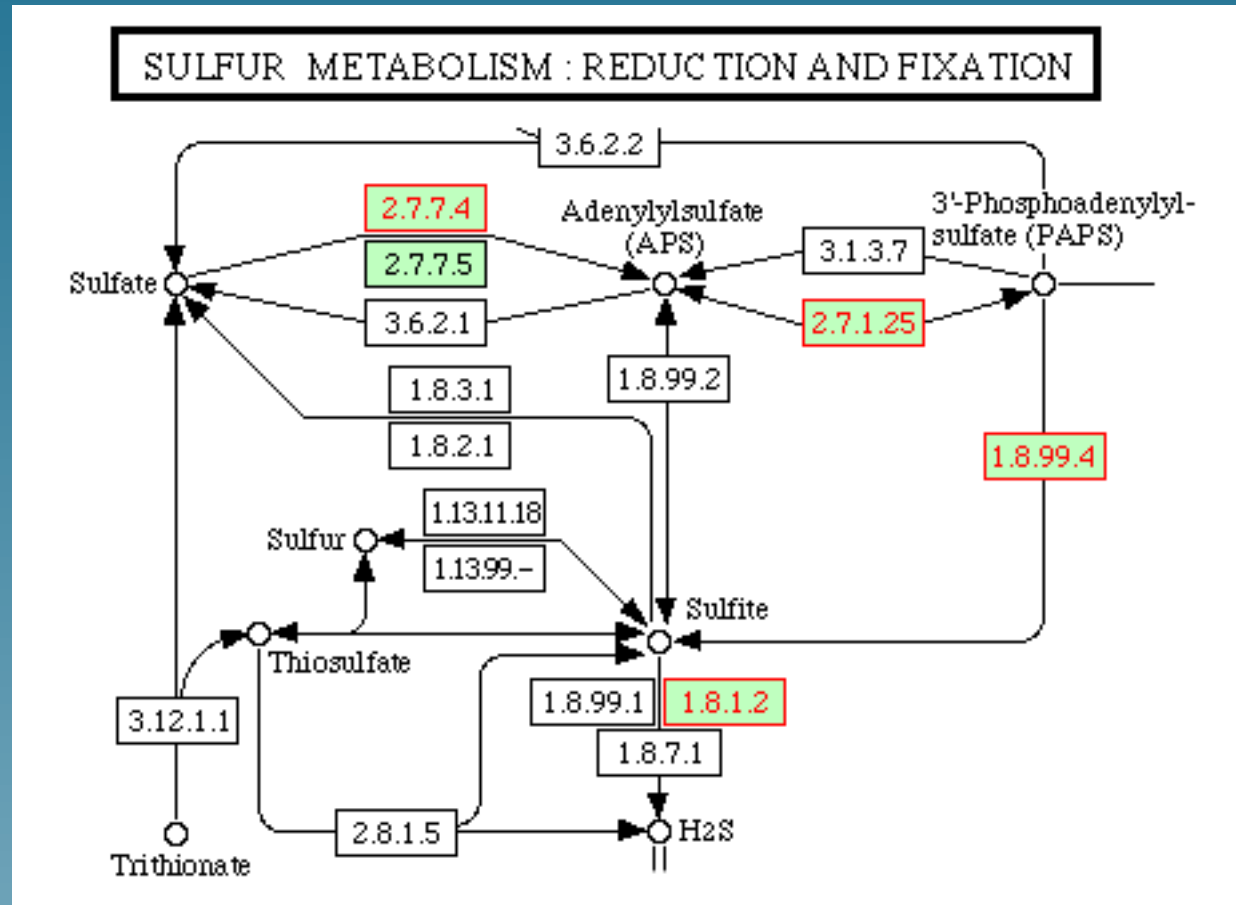 SULFUR METABOLISM : REDUCTION AND FIXATION
3.6.2.2
2.7.7.4
Adenylylsulfate
(APS)
3'-Phosphoadenylyl-
sulfate (PAPS)
2.7.7.5
3.1.3.7
Sulfate
3.6.2.1
2.7.1.25
1.8.3.1
1.8.99.2
1.8.2.1
1.8.99.4
1.13.11.18
Sulfur
1.13.99.-
Sulfite
Thiosulfate
1.8.99.1
1.8.1.2
3.12.1.1
1.8.7.1
2.8.1.5
H2S
Trithionate